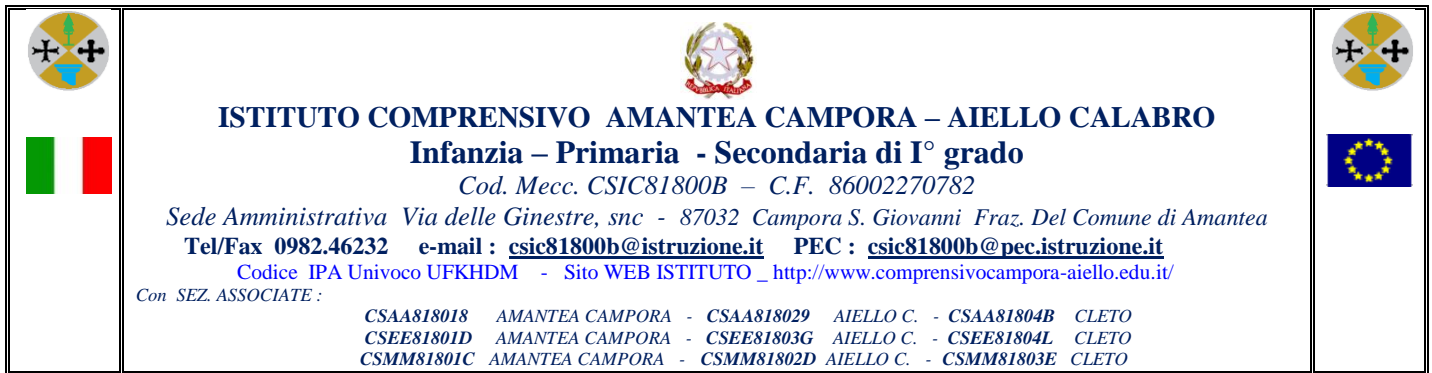 ISTITUTO COMPRENSIVO AMANTEA CAMPORA – AIELLO CALABRO
Infanzia – Primaria - Secondaria di I° grado
Cod. Mecc. CSIC81800B – C.F. 86002270782
Sede Amministrativa Via delle Ginestre, snc - 87032 Campora S. Giovanni Fraz. Del Comune di Amantea
Tel/Fax 0982.46232 e-mail : csic81800b@istruzione.it PEC : csic81800b@pec.istruzione.it
Codice IPA Univoco UFKHDM - Sito WEB ISTITUTO _ http://www.comprensivocampora-aiello.edu.it/
Con SEZ. ASSOCIATE :
CSAA818018 AMANTEA CAMPORA - CSAA818029 AIELLO C. - CSAA81804B CLETO
CSEE81801D AMANTEA CAMPORA - CSEE81803G AIELLO C. - CSEE81804L CLETO
CSMM81801C AMANTEA CAMPORA - CSMM81802D AIELLO C. - CSMM81803E CLETO